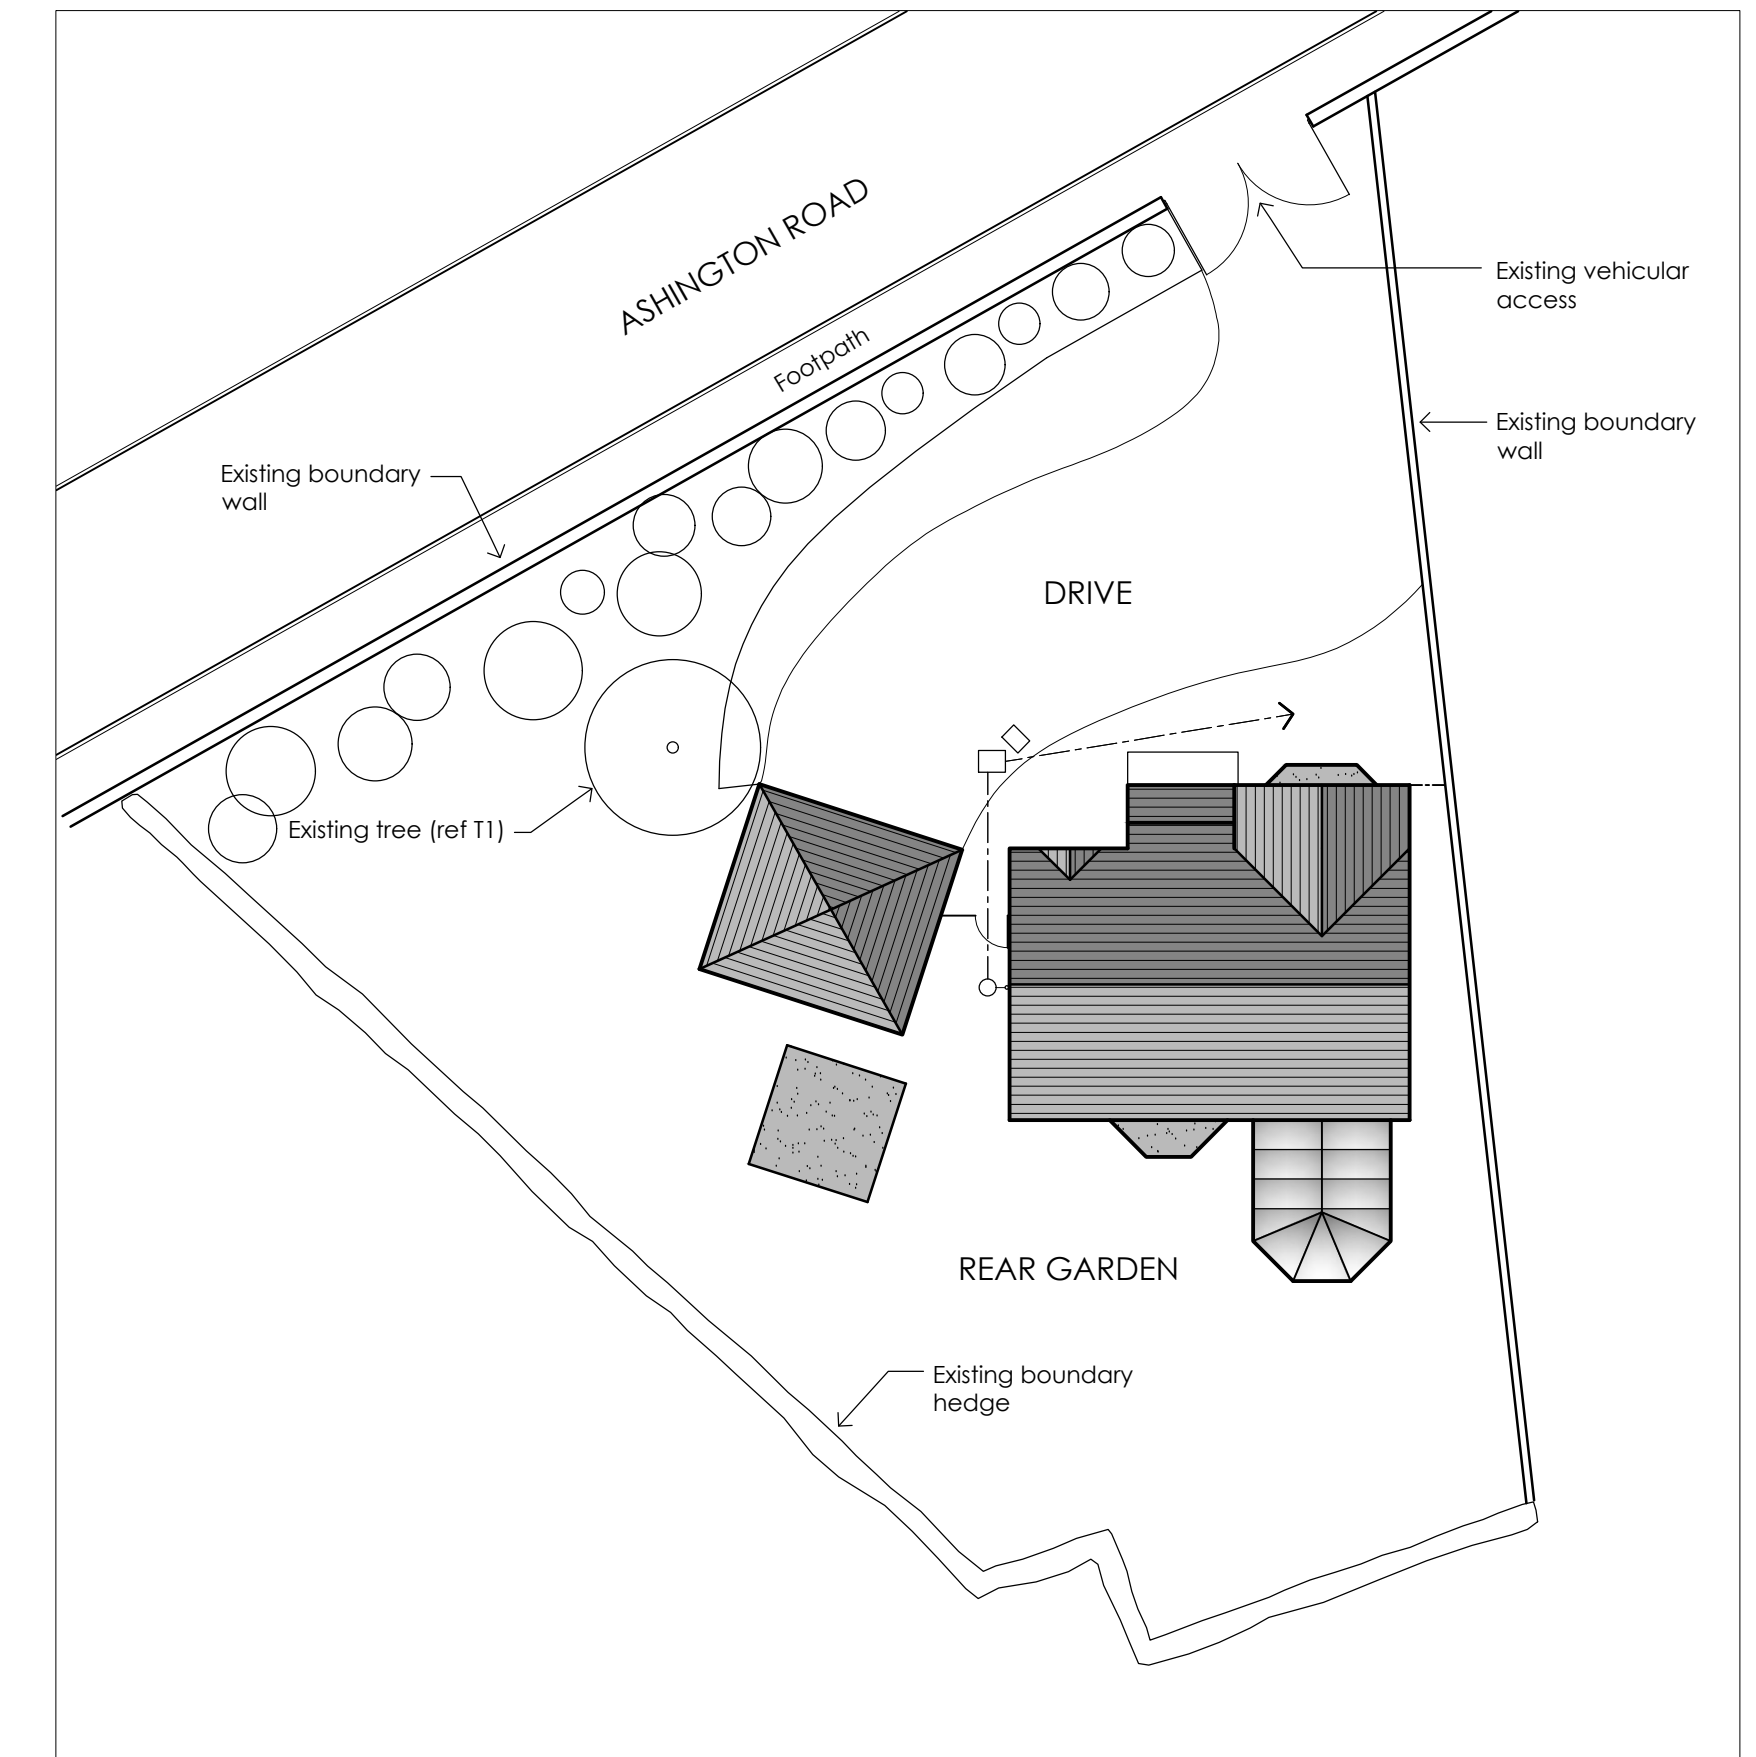 ASHINGTON ROAD
Footpath
Existing vehicular
access
Existing boundary
wall
Existing boundary
wall
DRIVE
Existing tree (ref T1)
REAR GARDEN
Existing boundary
hedge